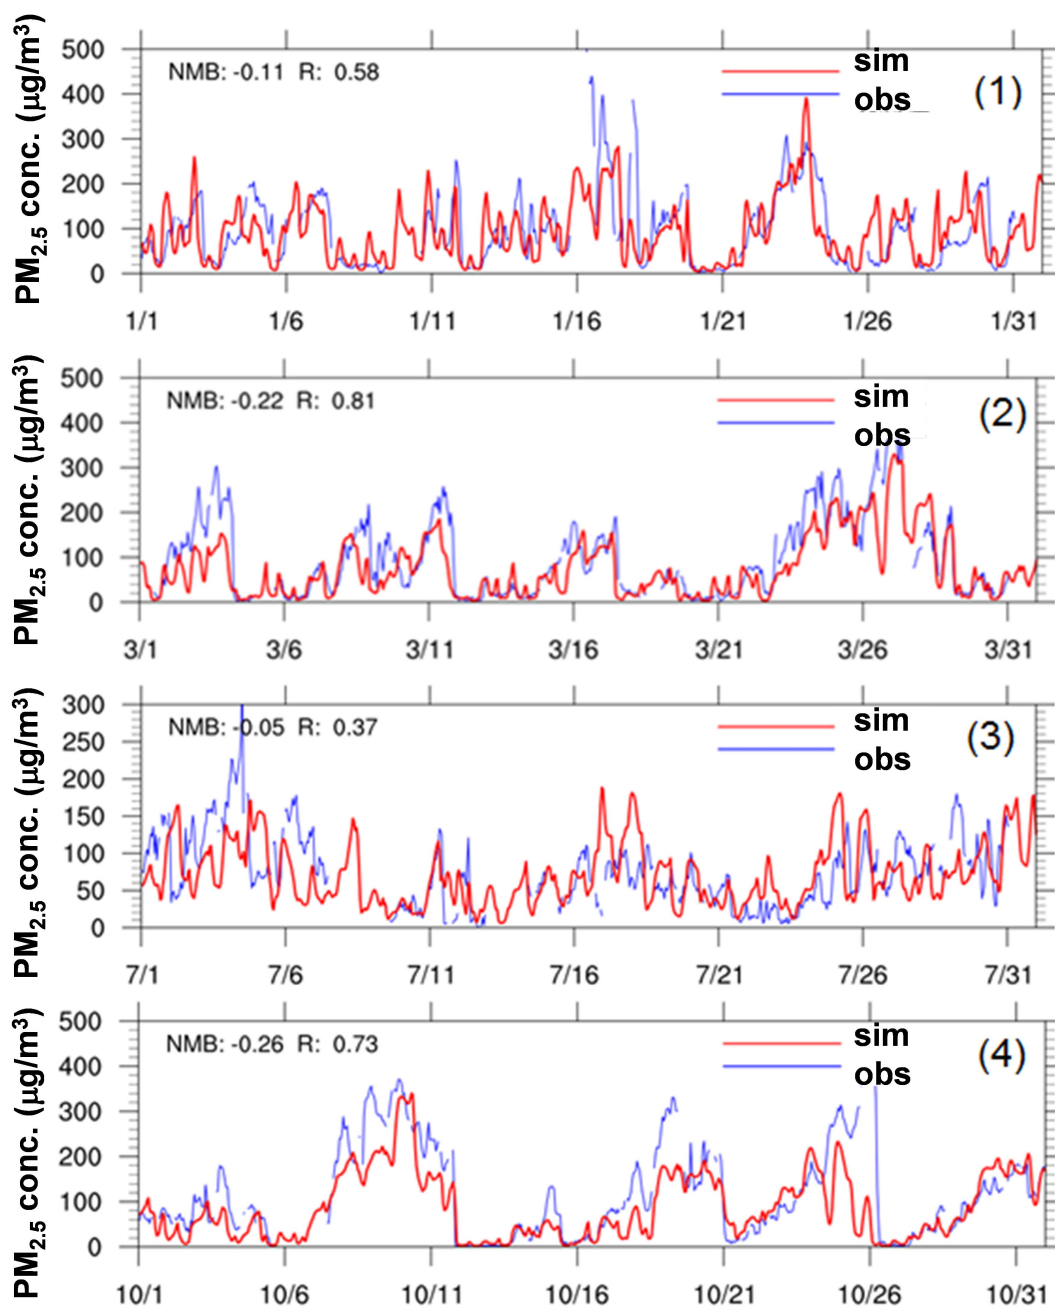 PM2.5 conc. (μg/m3)
500
400
300
200
100
0
NMB: -0.11 R: 0.58
sim
obs
(1)
1/1 1/6 1/11 1/16 1/21 1/26 1/31
PM2.5 conc. (μg/m3)
500
400
300
200
100
0
NMB: -0.22 R: 0.81
sim
obs
(2)
3/1 3/6 3/11 3/16 3/21 3/26 3/31
PM2.5 conc. (μg/m3)
300
250
200
150
100
50
0
NMB: -0.05 R: 0.37
sim
obs
(3)
7/1 7/6 7/11 7/16 7/21 7/26 7/31
PM2.5 conc. (μg/m3)
500
400
300
200
100
0
NMB: -0.26 R: 0.73
sim
obs
(4)
10/1 10/6 10/11 10/16 10/21 10/26 10/31